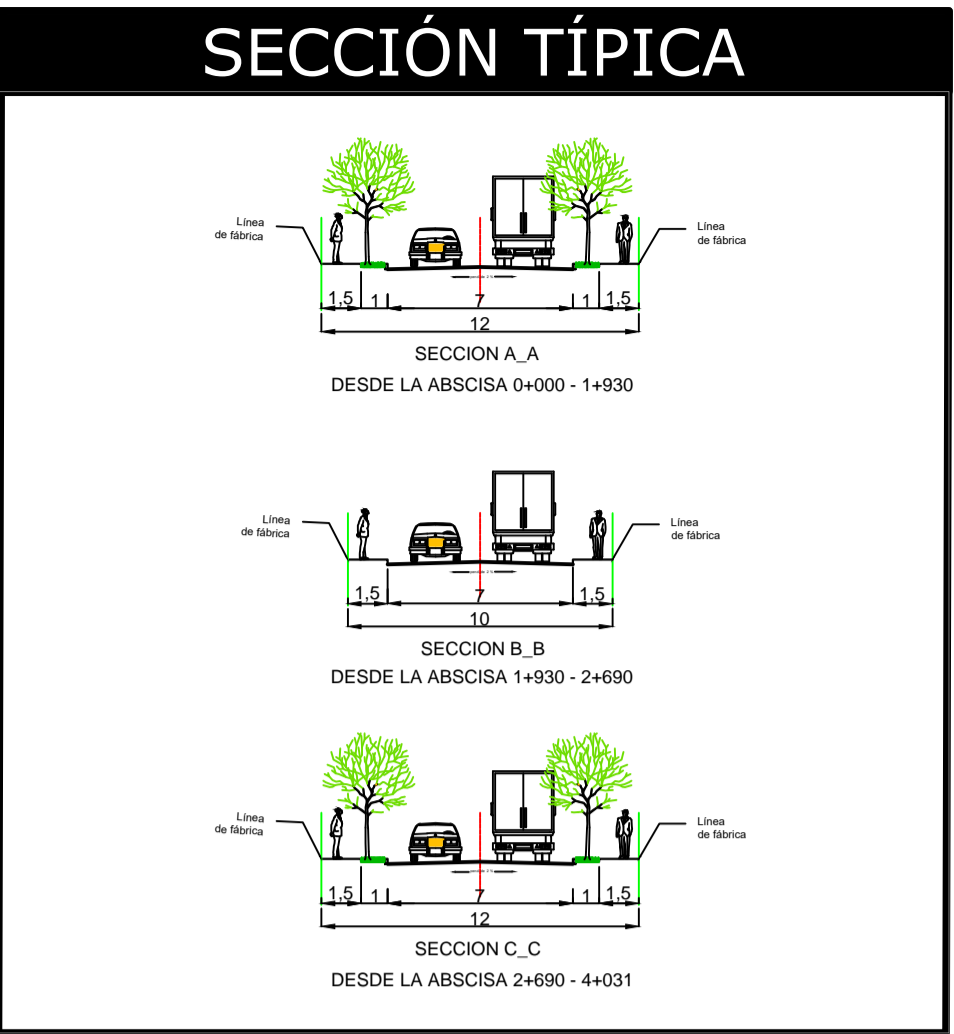 SECCIÓN TÍPICA
Línea
de fábrica
Línea
de fábrica
1,5 1 7 1 1,5
12
SECCION A_A
DESDE LA ABSCISA 0+000 - 1+930
Línea
de fábrica
Línea
de fábrica
1,5 7 1,5
10
SECCION B_B
DESDE LA ABSCISA 1+930 - 2+690
Línea
de fábrica
Línea
de fábrica
1,5 1 7 1 1,5
12
SECCION C_C
DESDE LA ABSCISA 2+690 - 4+031